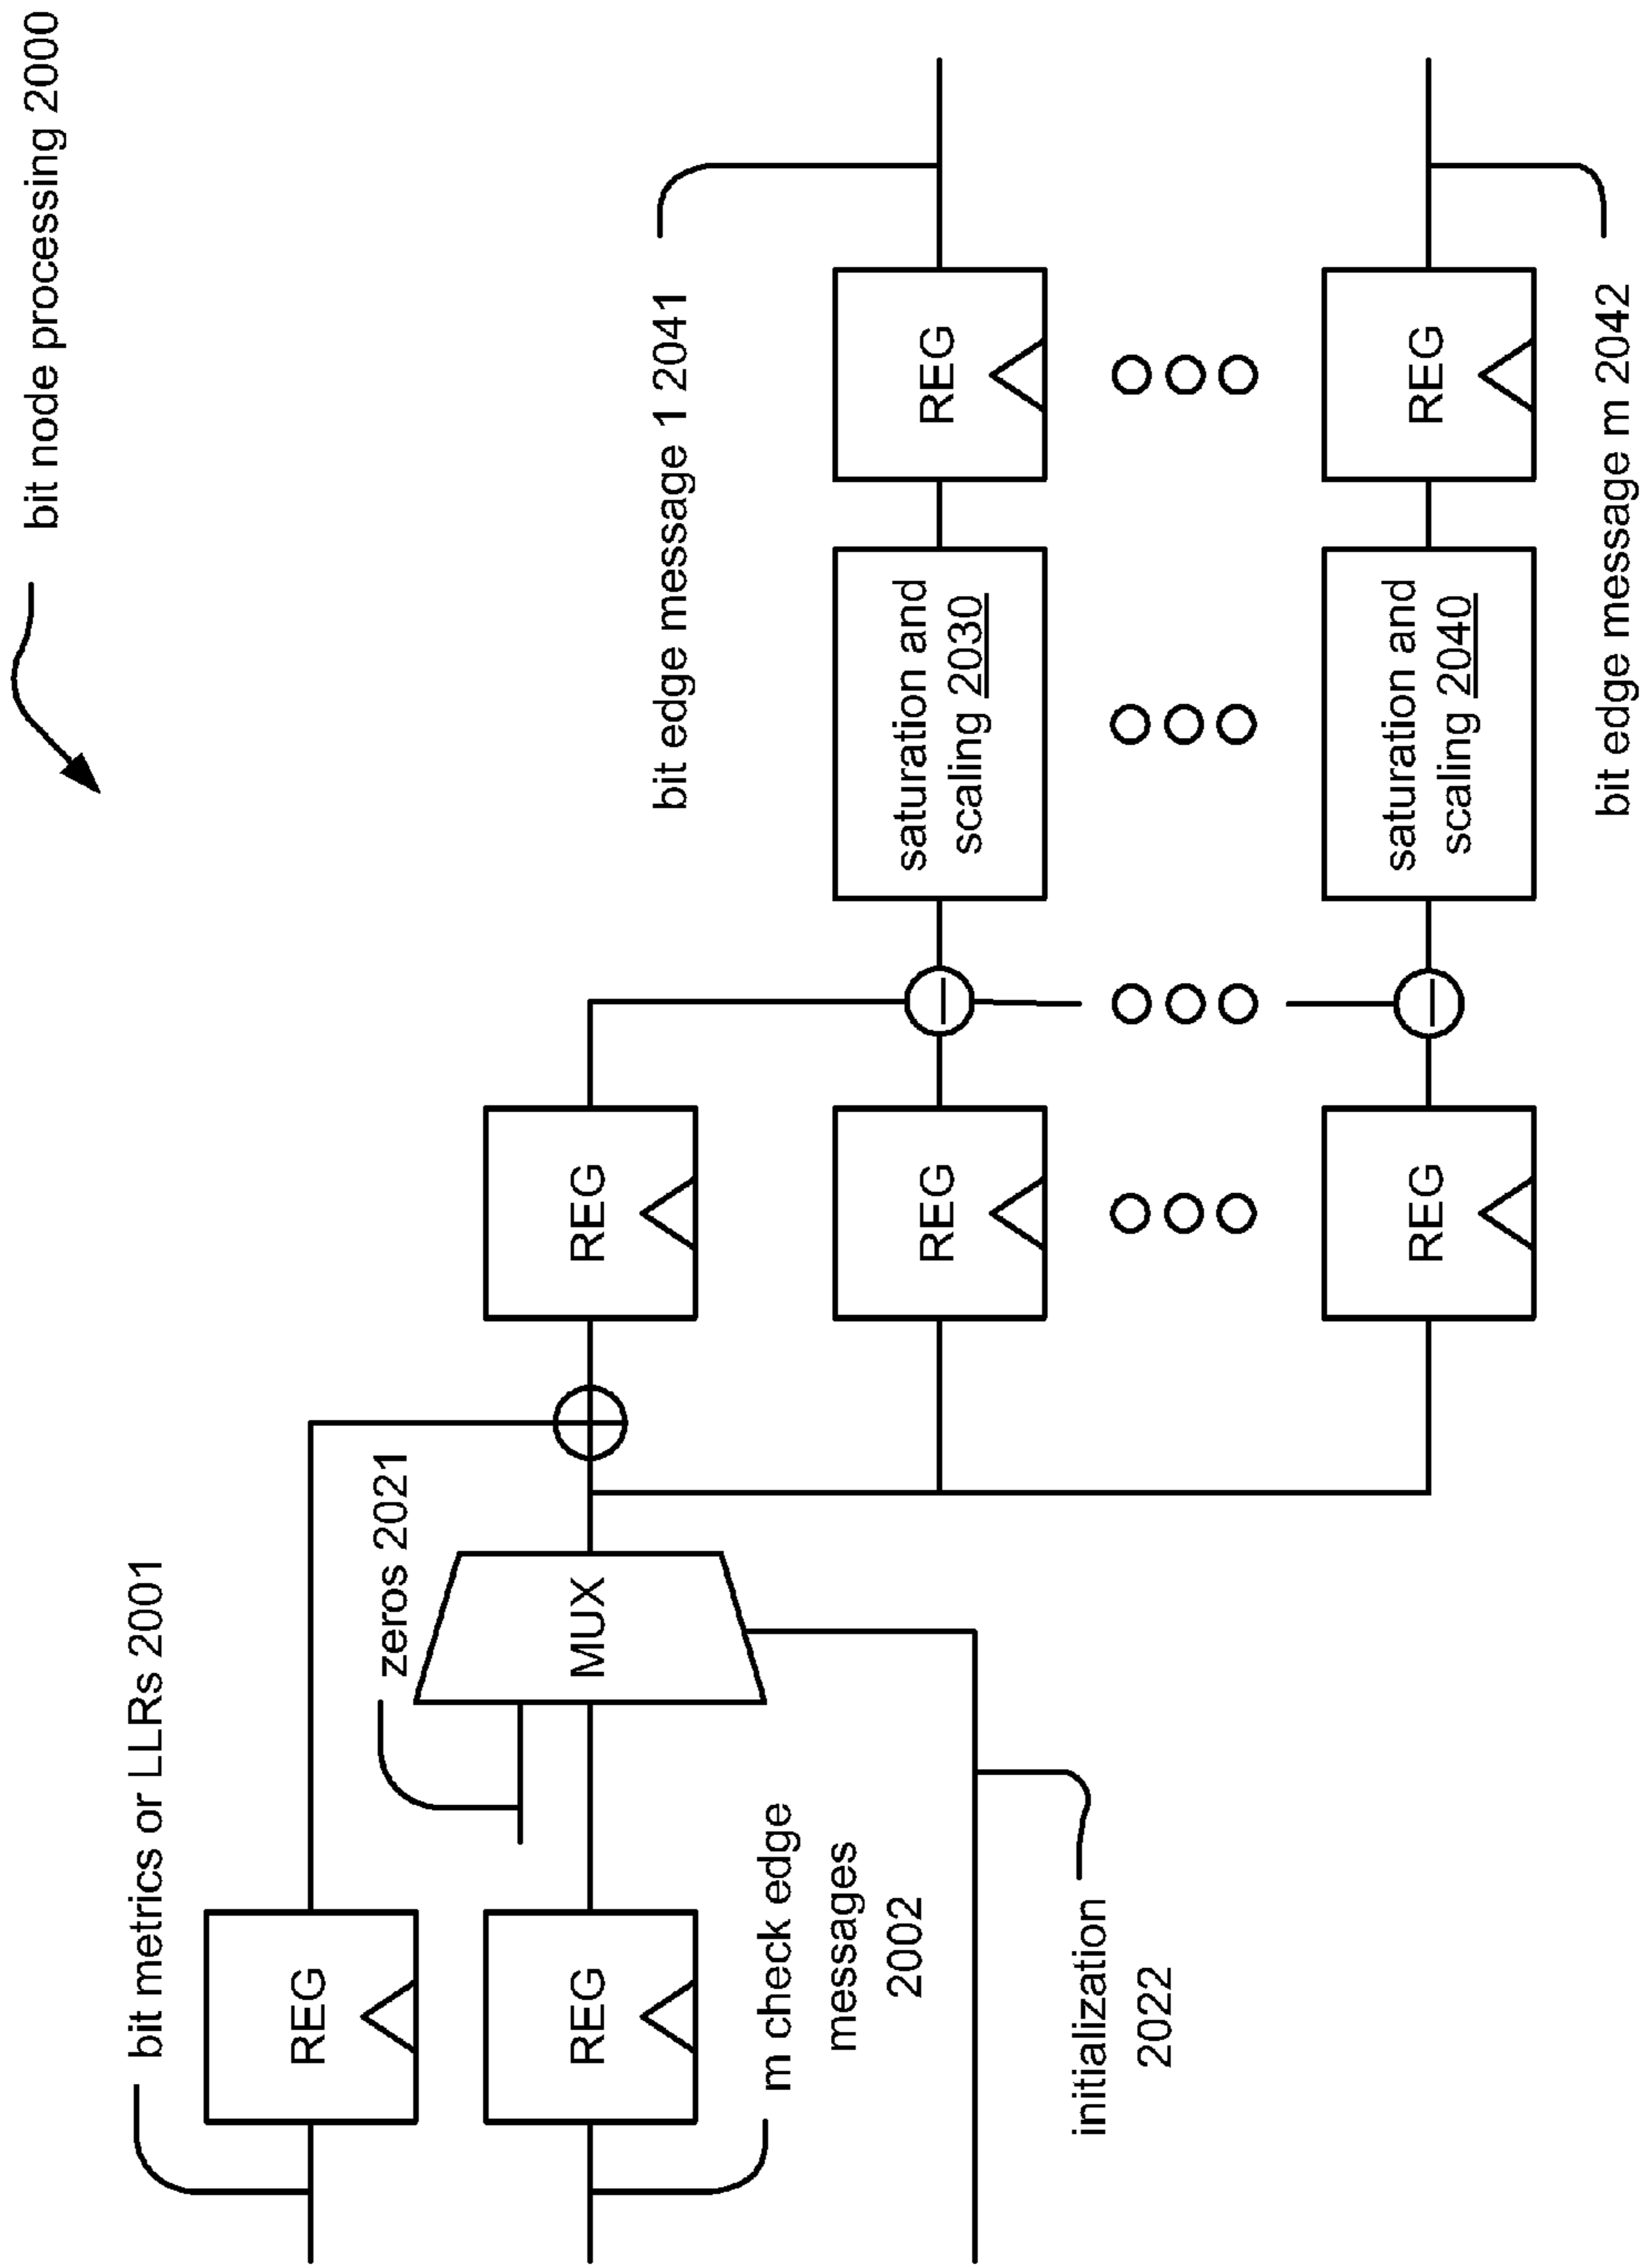 bit node processing 2000
bit metrics or LLRs 2001
REG
zeros 2021
REG
MUX
REG
m check edge
messages
2002
initialization
2022
bit edge message 1 2041
REG
saturation and
scaling 2030
REG
REG
saturation and
scaling 2040
REG
bit edge message m 2042